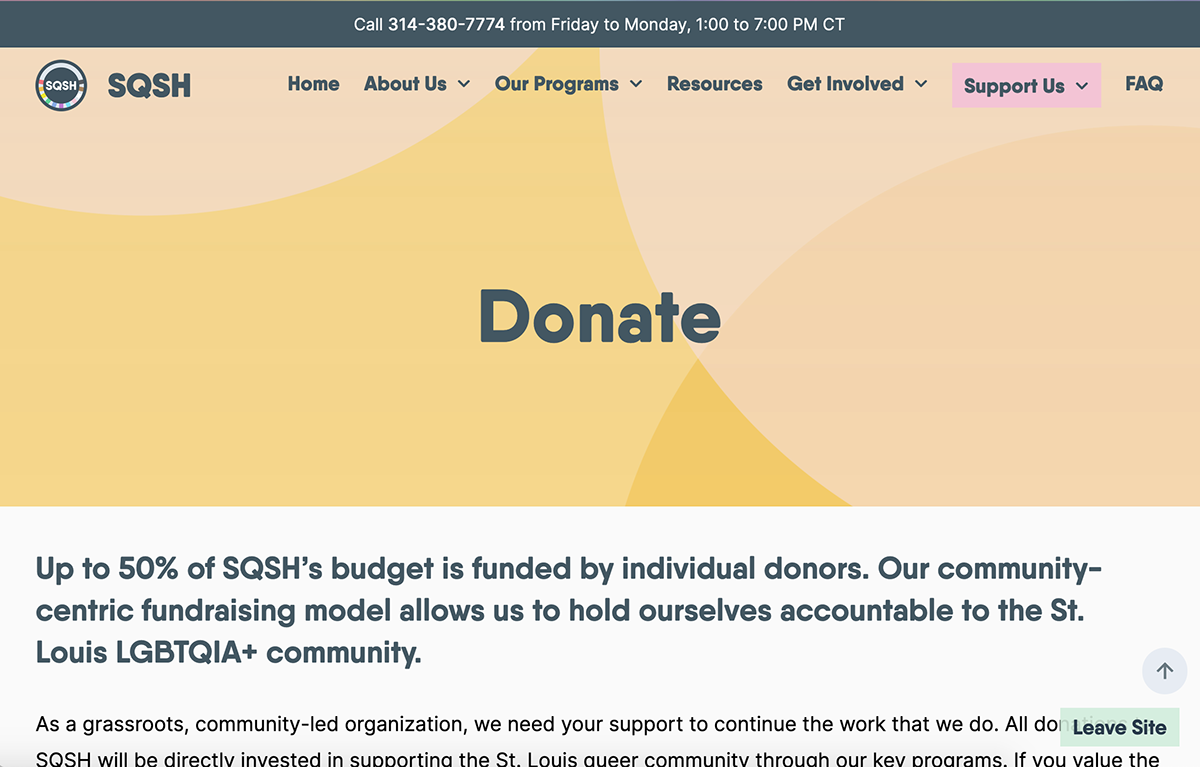 Call 314-380-7774 from Friday to Monday, 1:00 to 7:00 PM CT
SQSH SQSH Home About Us Our Programs Resources Get Involved Support Us FAQ
Donate
Up to 50% of SQSH’s budget is funded by individual donors. Our community-
centric fundraising model allows us to hold ourselves accountable to the St.
Louis LGBTQIA+ community.
As a grassroots, community-led organization, we need your support to continue the work that we do. All donations to
Leave Site
SQSH will be directly invested in supporting the St. Louis queer community through our key programs. If you value the